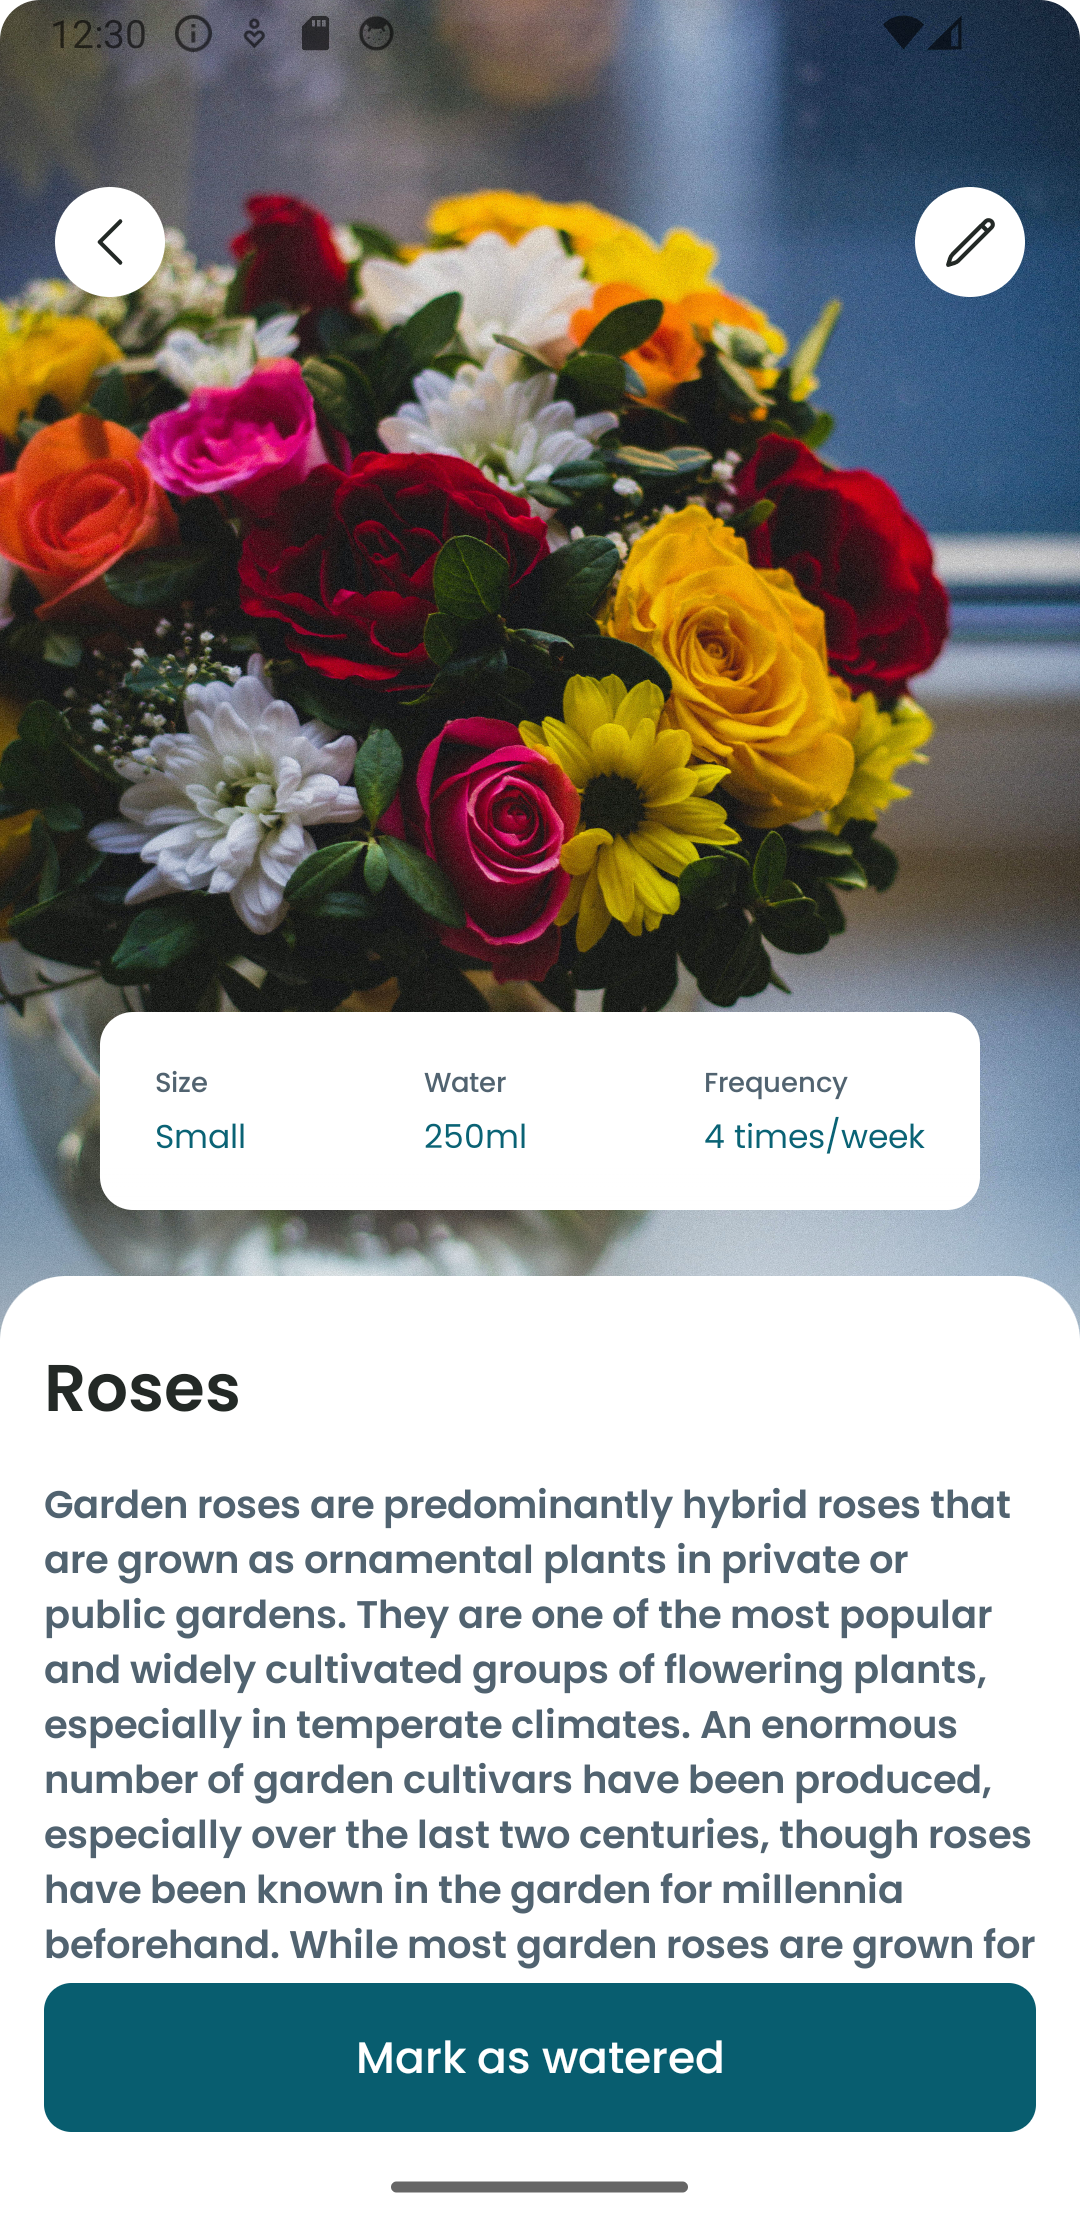 12:30
Size Water Frequency
Small 250ml 4 times/week
Roses
Garden roses are predominantly hybrid roses that
are grown as ornamental plants in private or
public gardens. They are one of the most popular
and widely cultivated groups of flowering plants,
especially in temperate climates. An enormous
number of garden cultivars have been produced,
especially over the last two centuries, though roses
have been known in the garden for millennia
beforehand. While most garden roses are grown for
Mark as watered